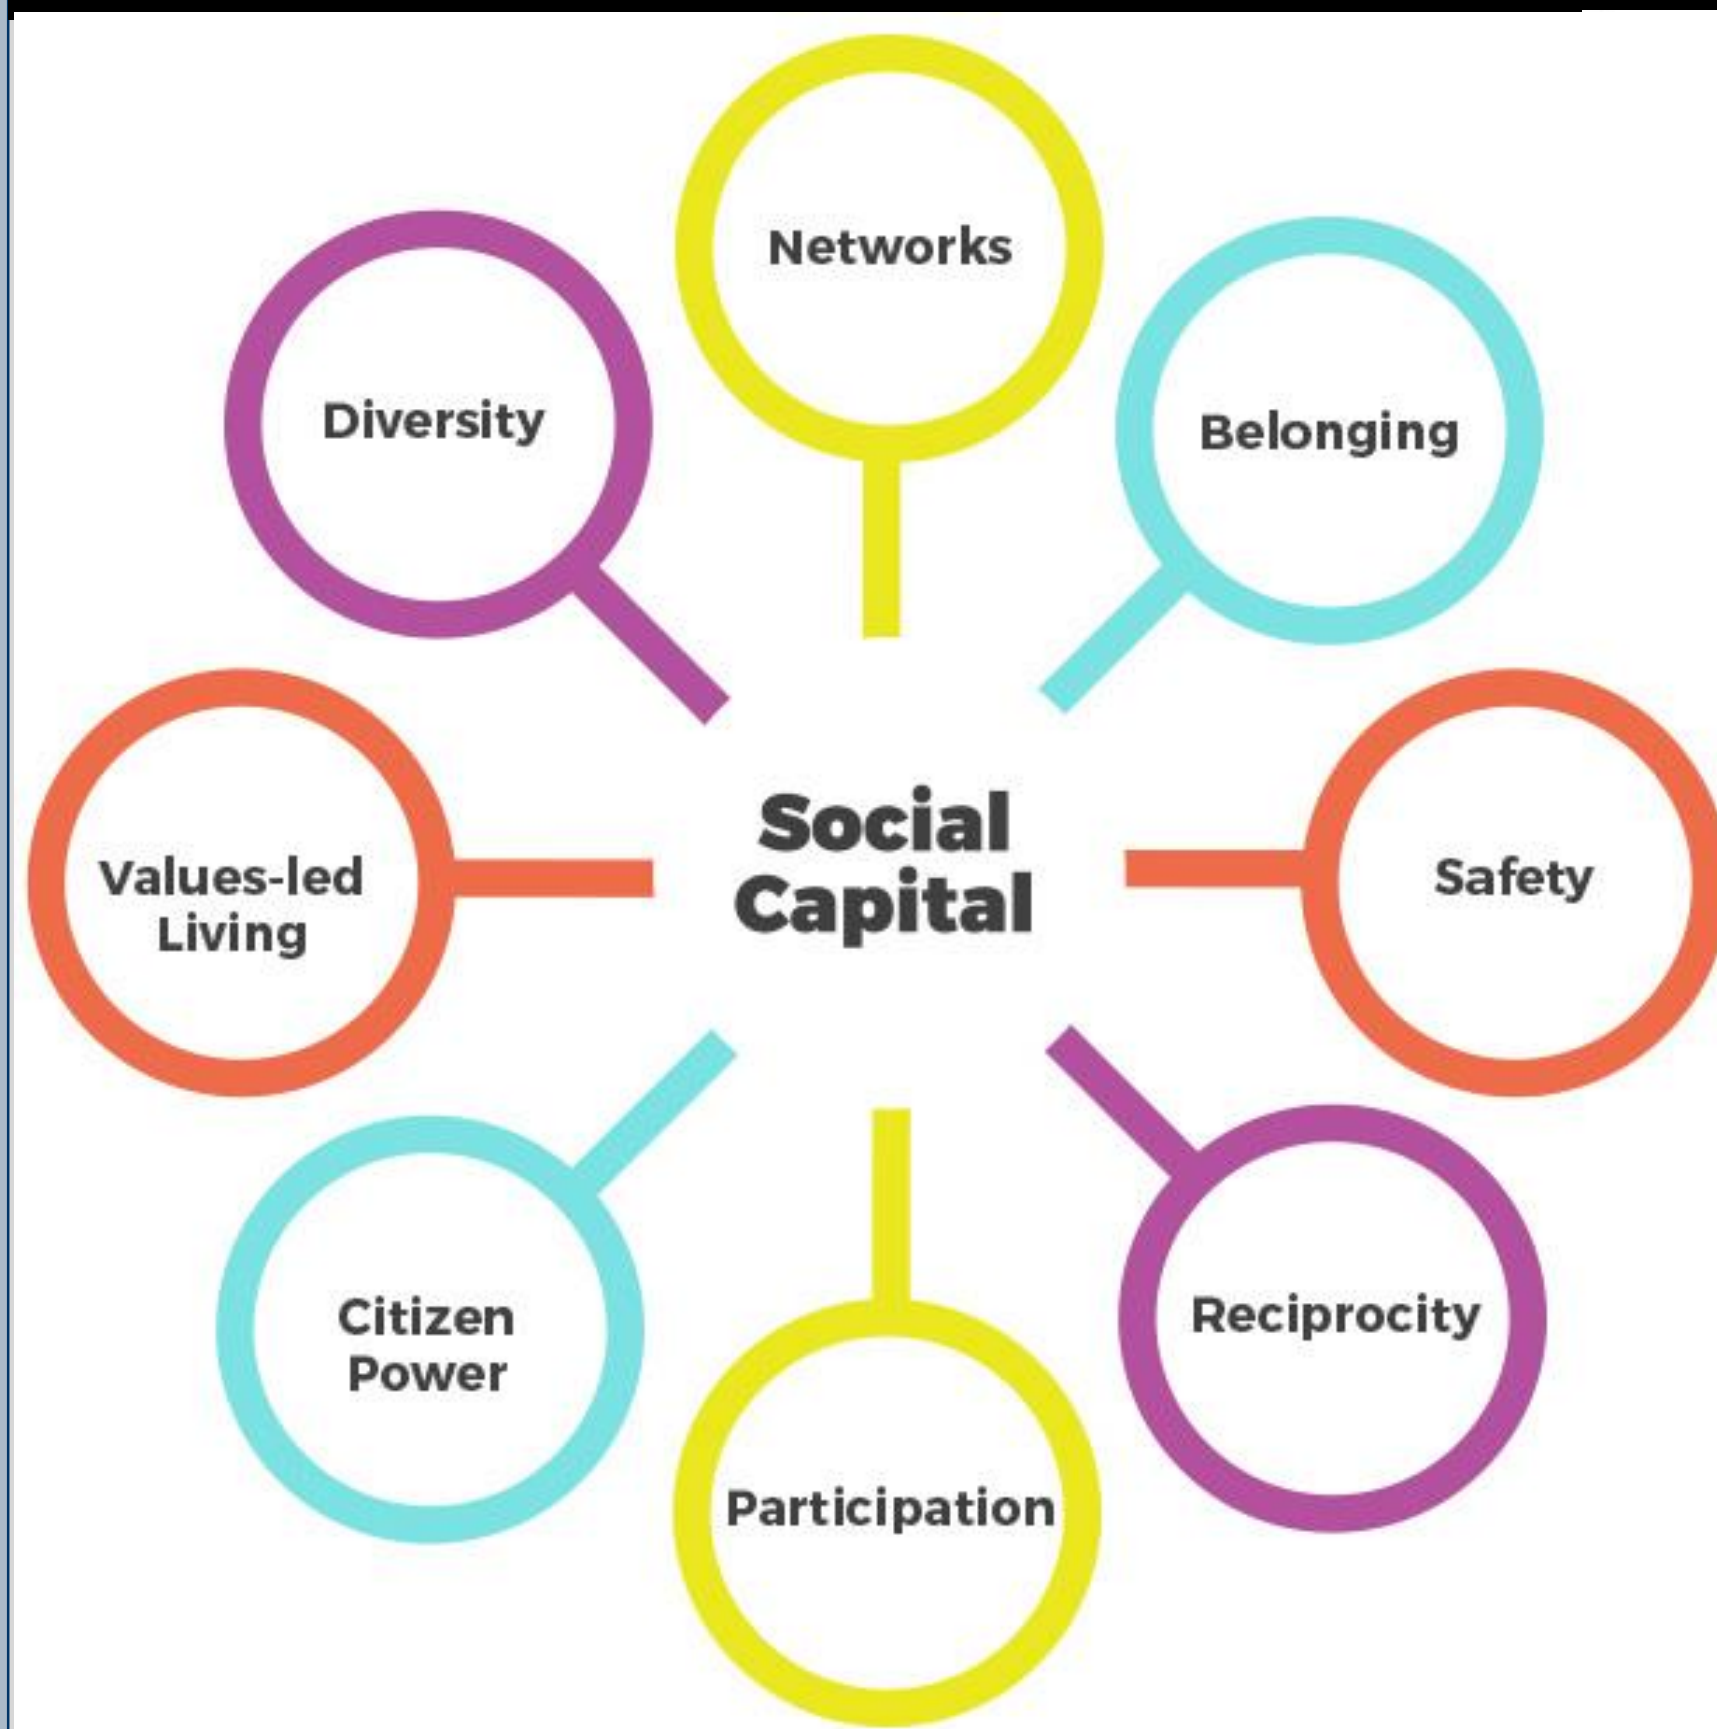 Networks
Diversity
Belonging
Social
Capital
Values-led
Living
Safety
Citizen
Power
Reciprocity
Participation